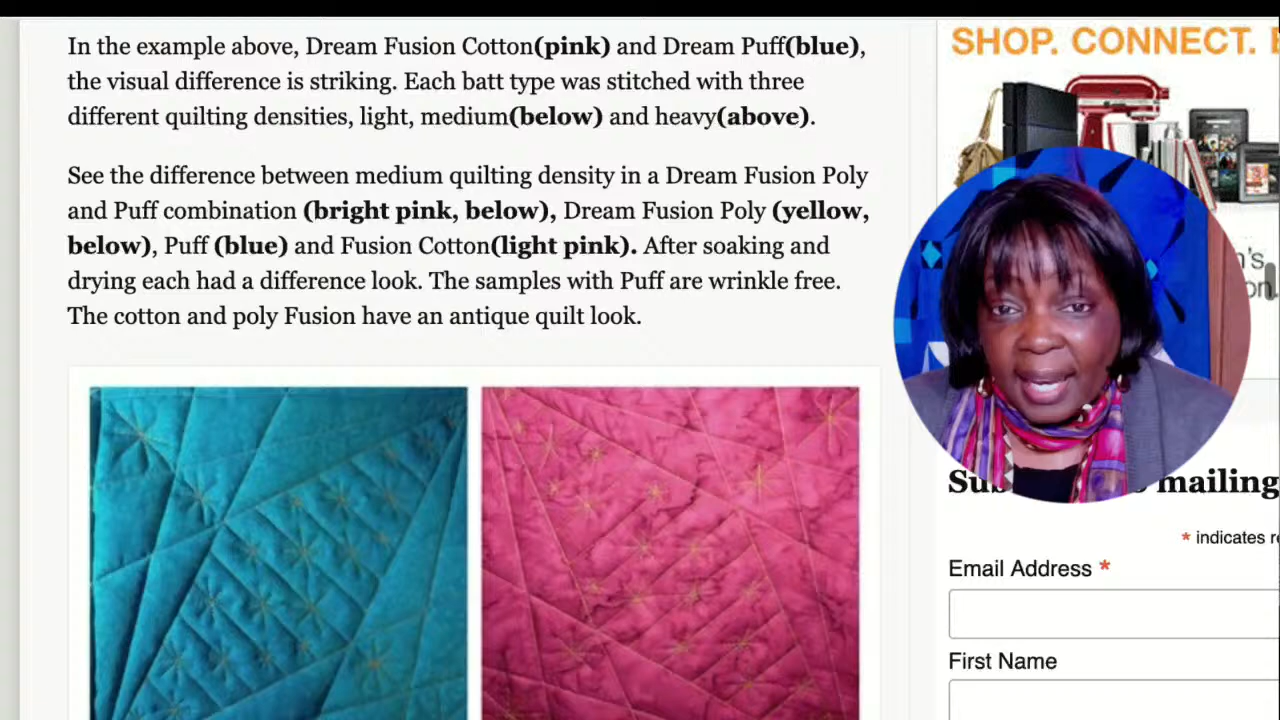 In the example above, Dream Fusion Cotton(pink) and Dream Puff(blue),
the visual difference is striking. Each batt type was stitched with three
different quilting densities, light, medium(below) and heavy(above).
See the difference between medium quilting density in a Dream Fusion Poly
and Puff combination (bright pink, below), Dream Fusion Poly (yellow,
below), Puff (blue) and Fusion Cotton(light pink). After soaking and
drying each had a difference look. The samples with Puff are wrinkle free.
The cotton and poly Fusion have an antique quilt look.
SHOP. CONNECT.
mailing
* indicates
Email Address *
First Name